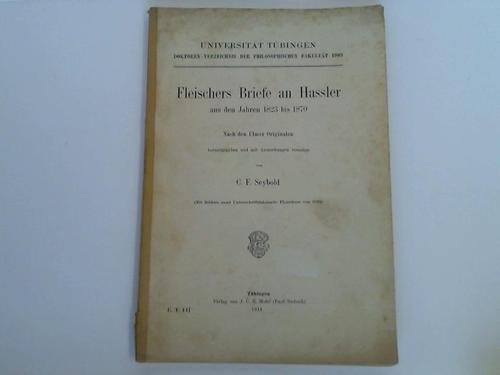 UNIVERSITÄT TÜBINGEN
DOKTOREN-VERZEICHNIS DER PHILOSOPHISCHEN FAKULTÄT 1909
Fleischers Briefe an Hassler
aus den Jahren 1823 bis 1870
Nach den Ulmer Originalen
herausgegeben und mit Anmerkungen versehen
von
C. F. Seybold
Tübingen
Verlag von J. C. B. Mohr (Paul Siebeck)
1914